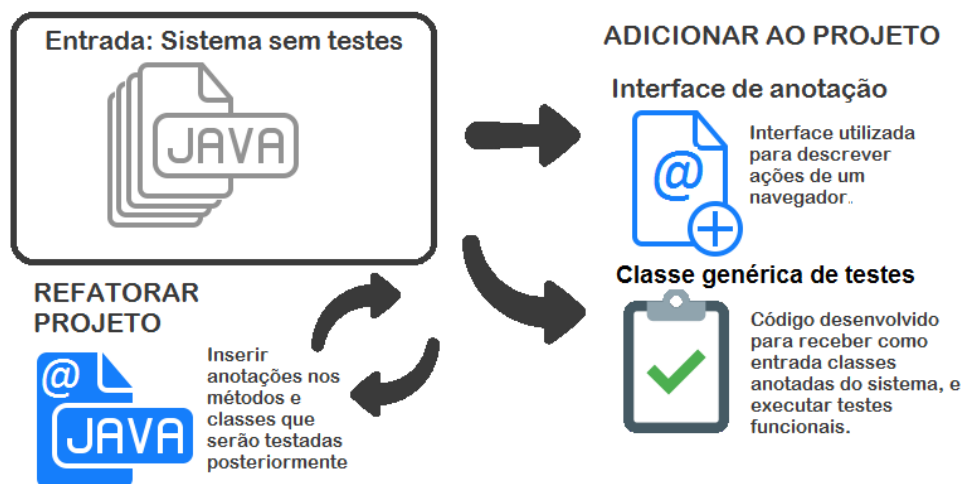 Entrada: Sistema sem testes
JAVA
ADICIONAR AO PROJETO
Interface de anotação
@
Interface utilizada
para descrever
ações de um
navegador..
Classe genérica de testes
Código desenvolvido
para receber como
entrada classes
anotadas do sistema, e
executar testes
funcionais.
REFATORAR
PROJETO
@
JAVA
Inserir
anotações nos
métodos e
classes que
serão testadas
posteriormente